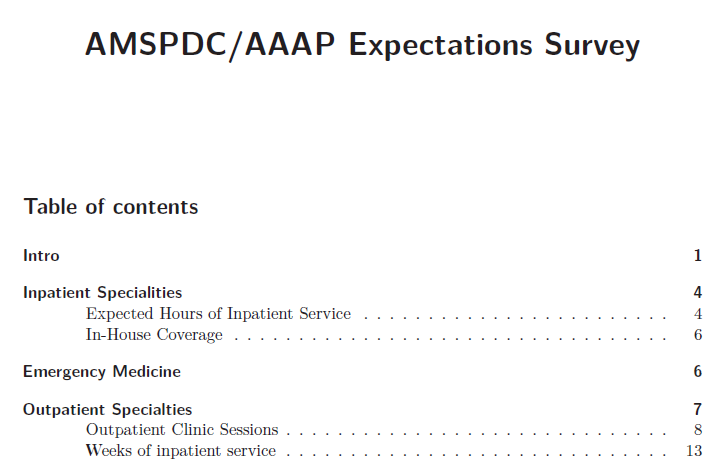 AMSPDC/AAAP Expectations Survey
Table of contents
Intro 1
Inpatient Specialities 4
Expected Hours of Inpatient Service . . . . . . . . . . . . . . . . . . . . . . . . 4
In-House Coverage . . . . . . . . . . . . . . . . . . . . . . . . . . . . . . . . . . 6
Emergency Medicine 6
Outpatient Specialties 7
Outpatient Clinic Sessions . . . . . . . . . . . . . . . . . . . . . . . . . . . . . . 8
Weeks of inpatient service . . . . . . . . . . . . . . . . . . . . . . . . . . . . . . 13